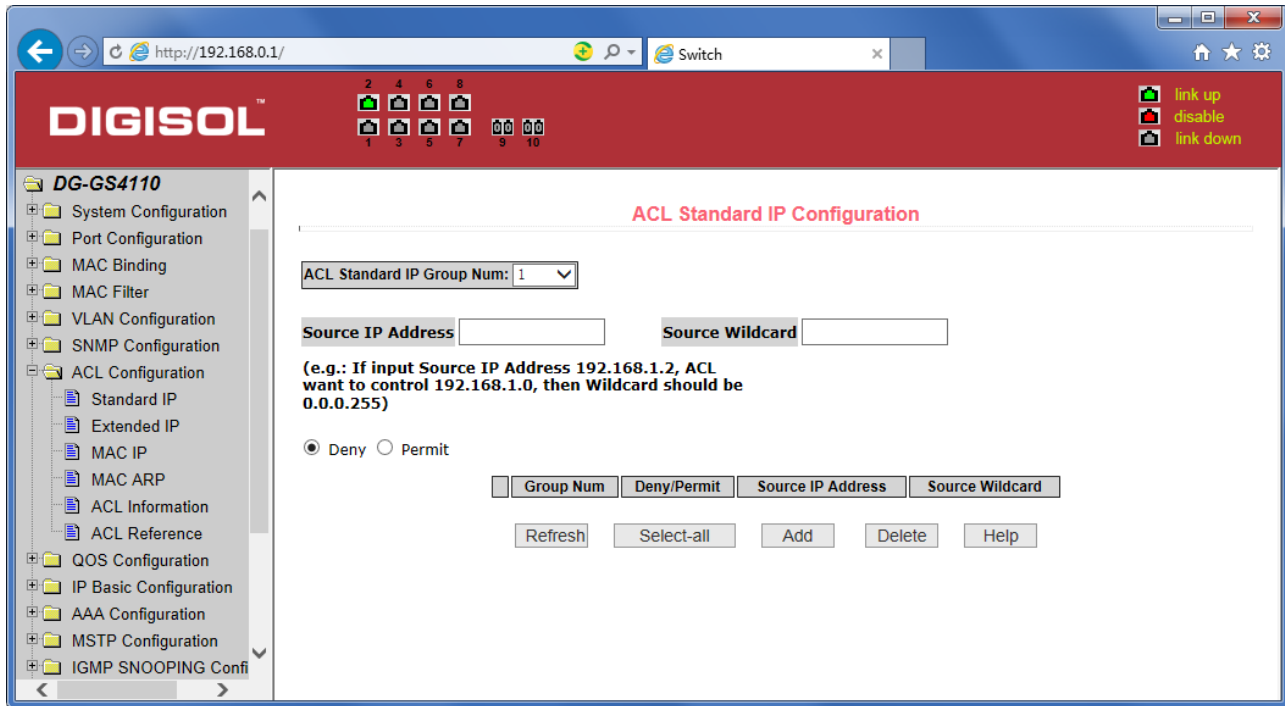 http://192.168.0.1/
Switch
DIGISOL™
2 4 6 8
1 3 5 7 9 10
link up
disable
link down
DG-GS4110
System Configuration
Port Configuration
MAC Binding
MAC Filter
VLAN Configuration
SNMP Configuration
ACL Configuration
Standard IP
Extended IP
MAC IP
MAC ARP
ACL Information
ACL Reference
QOS Configuration
IP Basic Configuration
AAA Configuration
MSTP Configuration
IGMP SNOOPING Confi
ACL Standard IP Configuration
ACL Standard IP Group Num: 1
Source IP Address Source Wildcard
(e.g.: If input Source IP Address 192.168.1.2, ACL
want to control 192.168.1.0, then Wildcard should be
0.0.0.255)
Deny Permit
Group Num Deny/Permit Source IP Address Source Wildcard
Refresh Select-all Add Delete Help